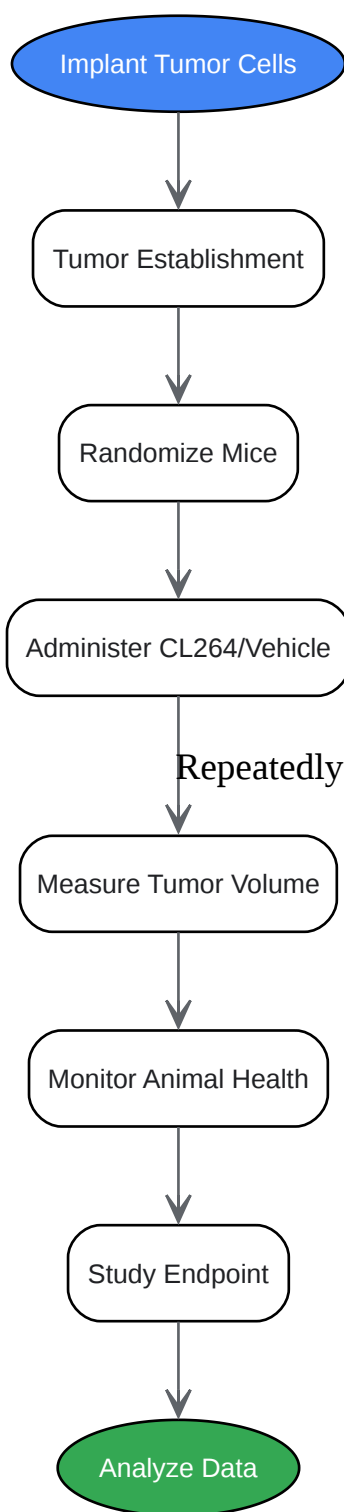 Implant Tumor Cells
Tumor Establishment
Randomize Mice
Administer CL264/Vehicle
Repeatedly
Measure Tumor Volume
Monitor Animal Health
Study Endpoint
Analyze Data